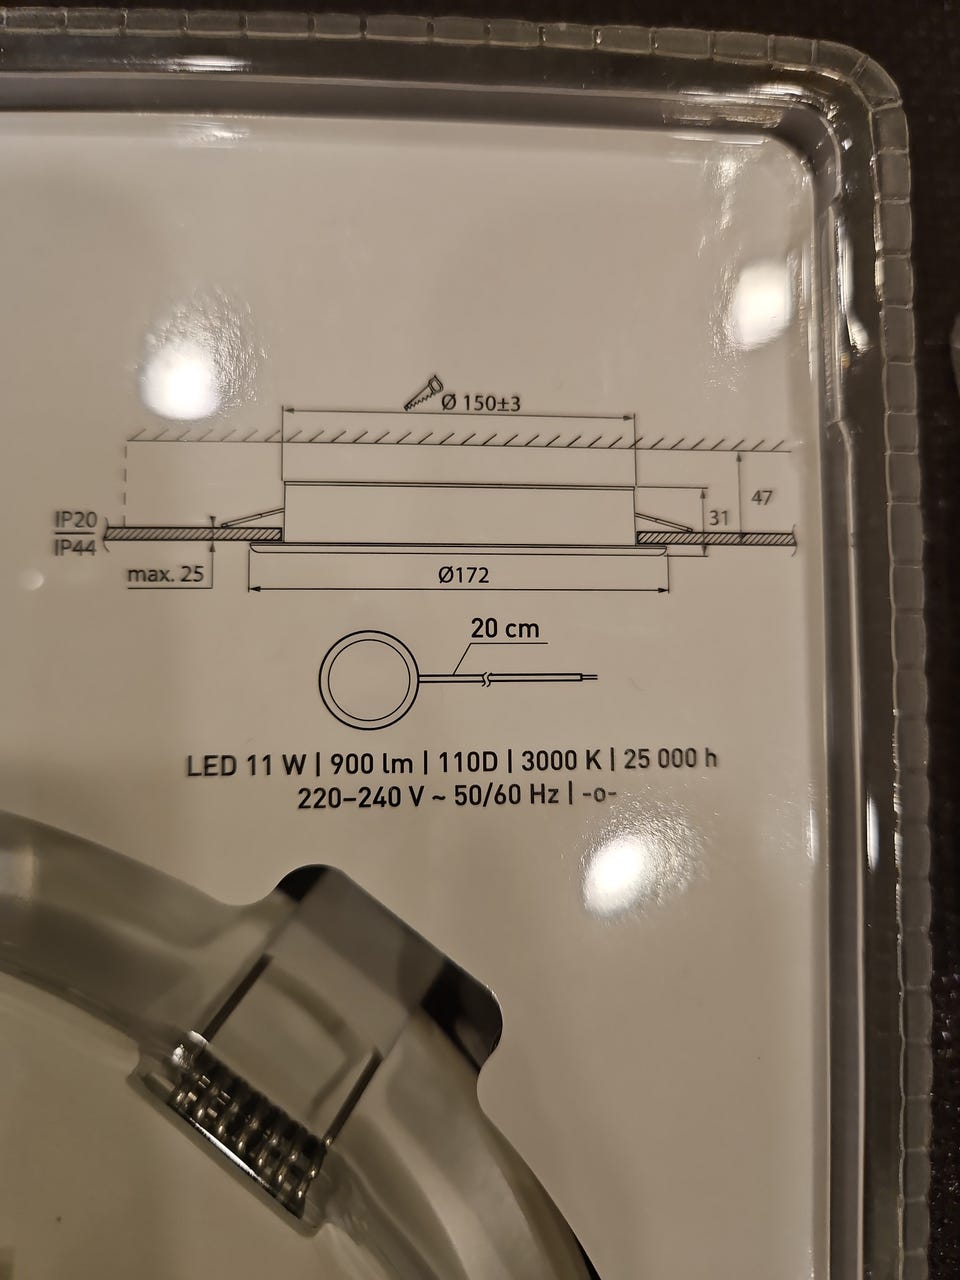 Ø 150±3
47
31
IP20
IP44
max. 25
Ø172
20 cm
LED 11 W | 900 lm | 110D | 3000 K | 25 000 h
220–240 V ~ 50/60 Hz | -o-